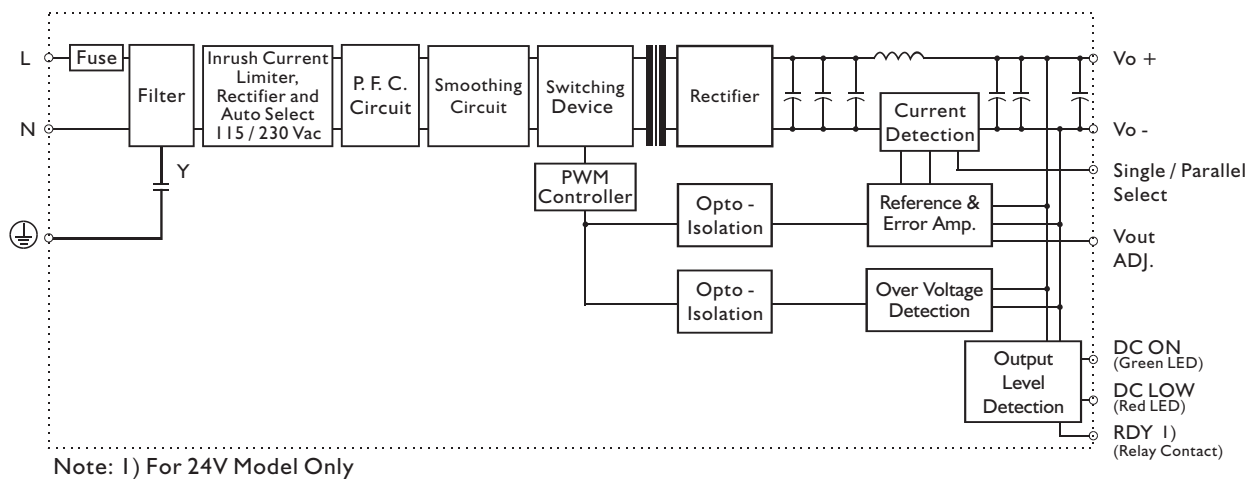 L
Fuse
N
Filter
Inrush Current
Limiter,
Rectifier and
Auto Select
115 / 230 Vac
P. F. C.
Circuit
Smoothing
Circuit
Switching
Device
Rectifier
Current
Detection
Vo +
Vo -
Single / Parallel
Select
Y
PWM
Controller
Opto -
Isolation
Reference &
Error Amp.
Vout
ADJ.
Opto -
Isolation
Over Voltage
Detection
Output
Level
Detection
DC ON
(Green LED)
DC LOW
(Red LED)
RDY 1)
(Relay Contact)
Note: 1) For 24V Model Only